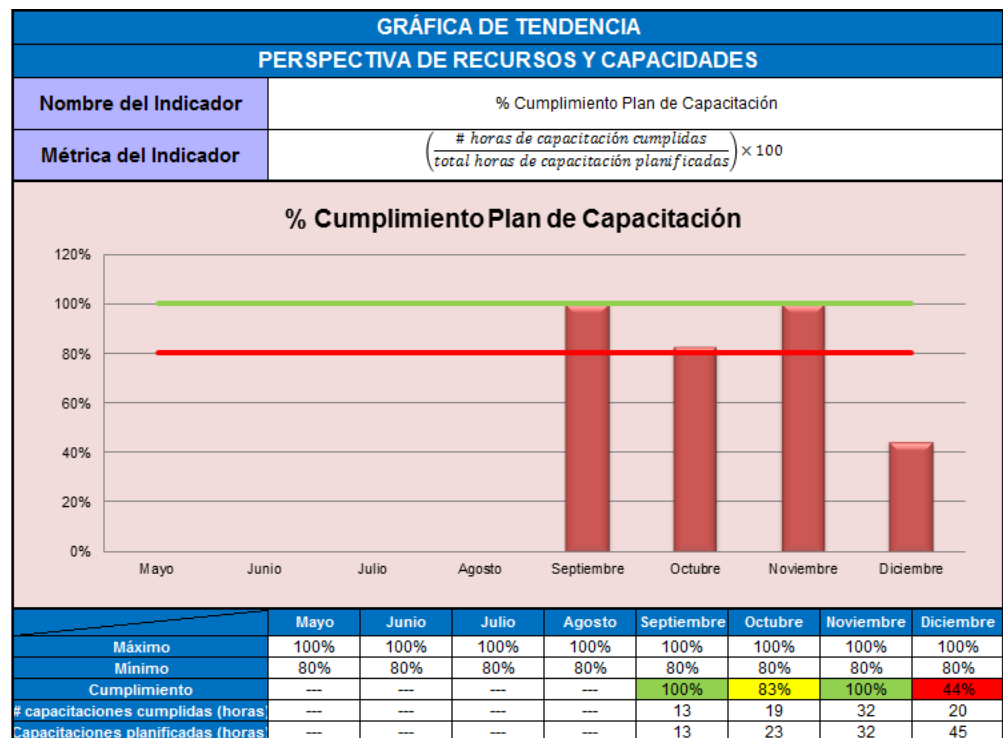 GRÁFICA DE TENDENCIA
PERSPECTIVA DE RECURSOS Y CAPACIDADES
Nombre del Indicador % Cumplimiento Plan de Capacitación
Métrica del Indicador (# horas de capacitación cumplidas / total horas de capacitación planificadas) × 100
% Cumplimiento Plan de Capacitación
120%
100%
80%
60%
40%
20%
0%
Mayo Junio Julio Agosto Septiembre Octubre Noviembre Diciembre
Mayo Junio Julio Agosto Septiembre Octubre Noviembre Diciembre
Máximo 100% 100% 100% 100% 100% 100% 100% 100%
Mínimo 80% 80% 80% 80% 80% 80% 80% 80%
Cumplimiento --- --- --- --- 100% 83% 100% 44%
# capacitaciones cumplidas (horas) --- --- --- --- 13 19 32 20
Capacitaciones planificadas (horas) --- --- --- --- 13 23 32 45